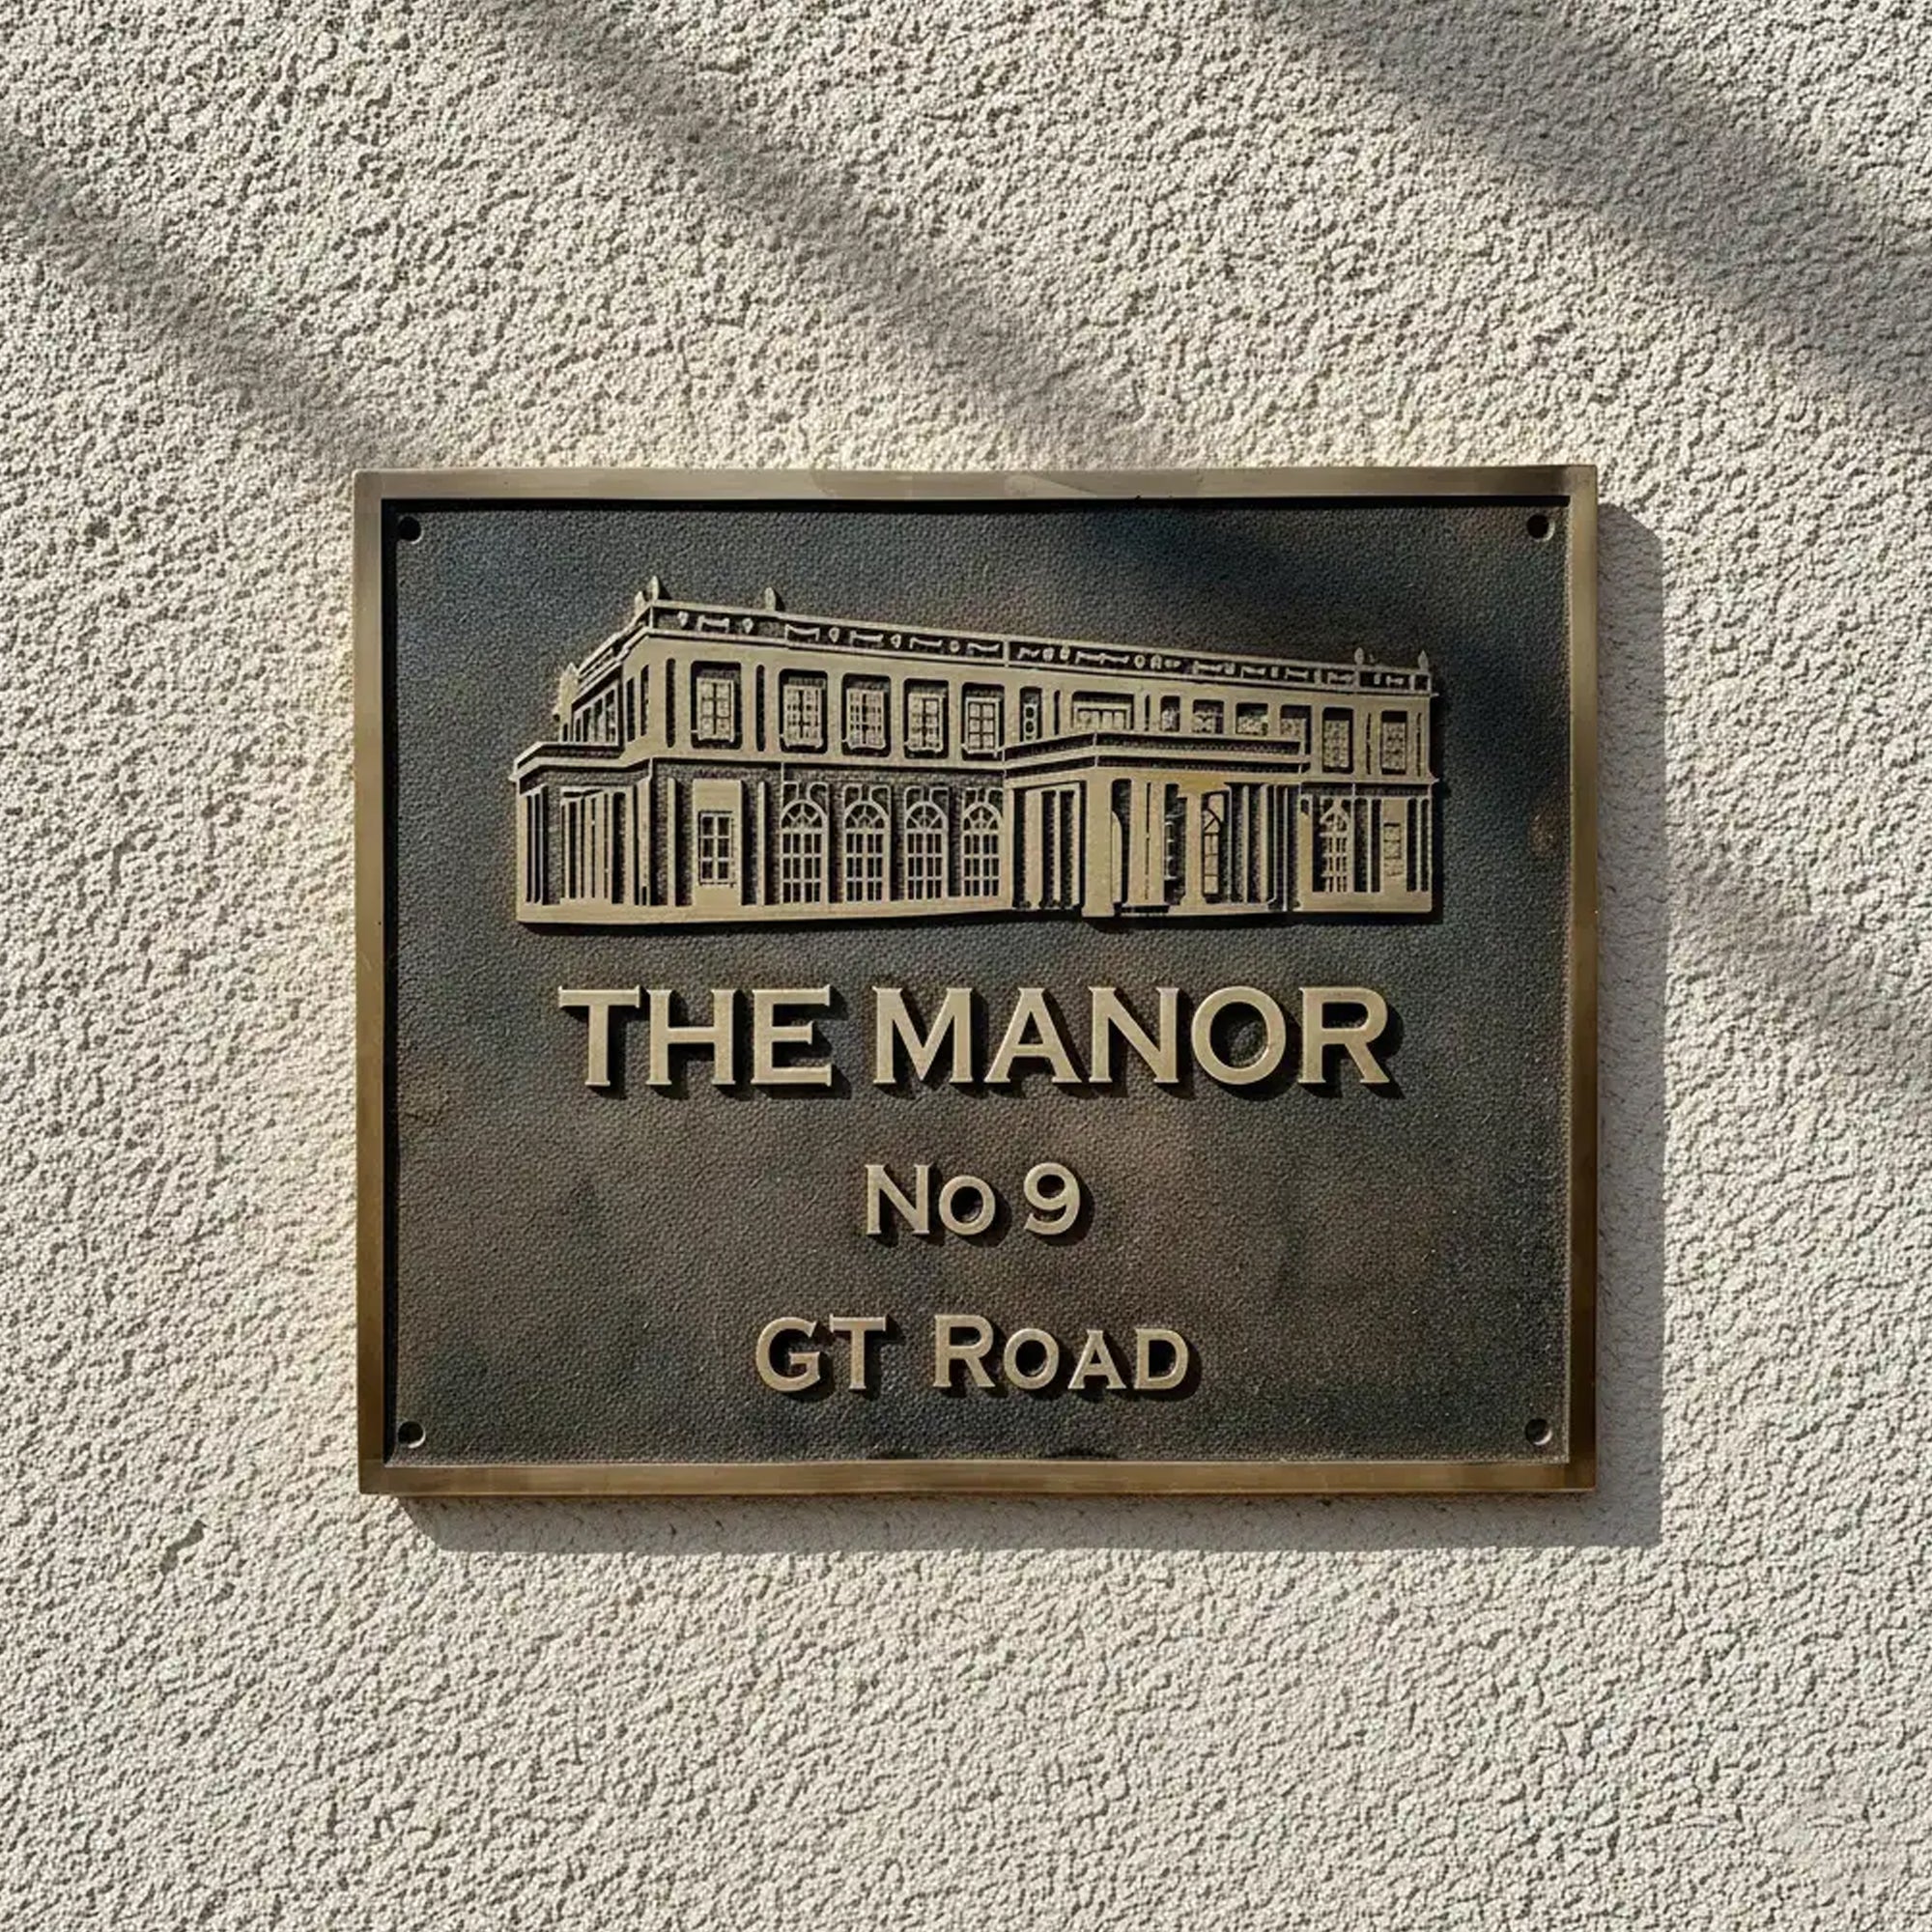 THE MANOR
No 9
GT ROAD